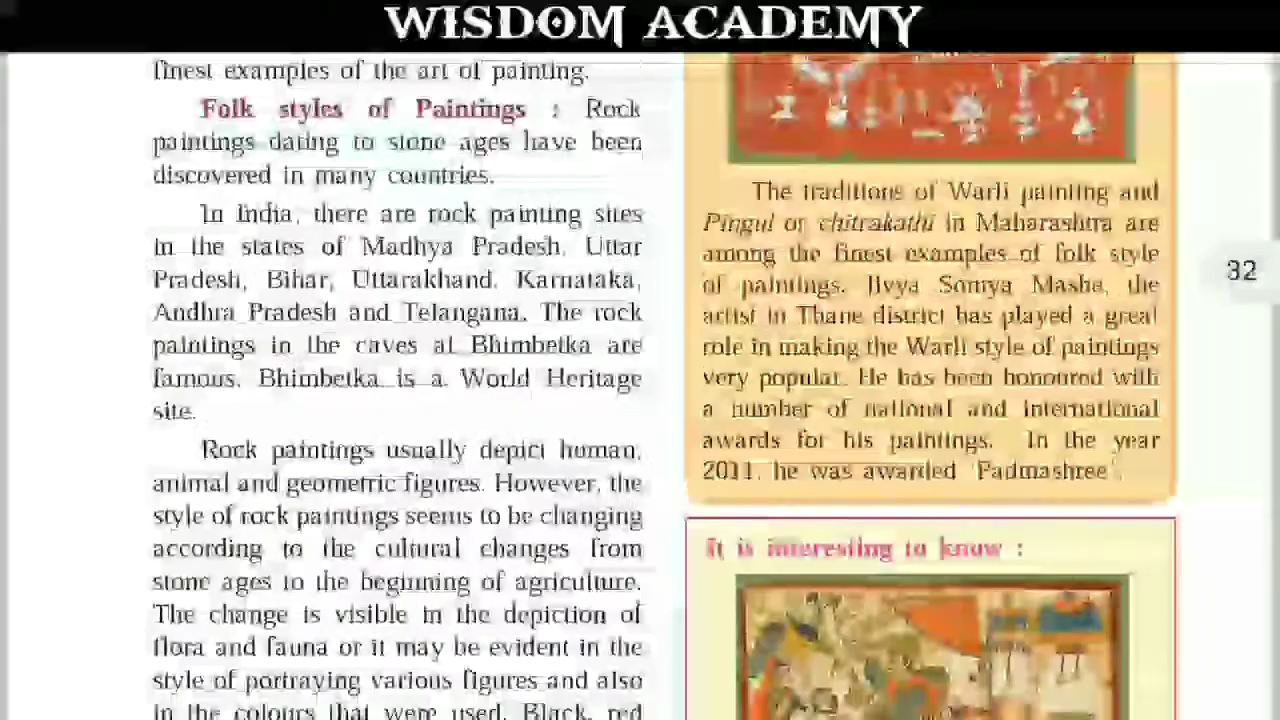 WISDOM ACADEMY
finest examples of the art of painting.
Folk styles of Paintings : Rock
paintings dating to stone ages have been
discovered in many countries.
In India, there are rock painting sites
in the states of Madhya Pradesh, Uttar
Pradesh, Bihar, Uttarakhand, Karnataka,
Andhra Pradesh and Telangana. The rock
paintings in the caves at Bhimbetka are
famous. Bhimbetka is a World Heritage
site.
Rock paintings usually depict human,
animal and geometric figures. However, the
style of rock paintings seems to be changing
according to the cultural changes from
stone ages to the beginning of agriculture.
The change is visible in the depiction of
flora and fauna or it may be evident in the
style of portraying various figures and also
in the colours that were used. Black, red
The traditions of Warli painting and
Pingul or chitrakathi in Maharashtra are
among the finest examples of folk style
of paintings. Jivya Somya Mashe, the
artist in Thane district has played a great
role in making the Warli style of paintings
very popular. He has been honoured with
a number of national and international
awards for his paintings. In the year
2011, he was awarded 'Padmashree'.
It is interesting to know :
32